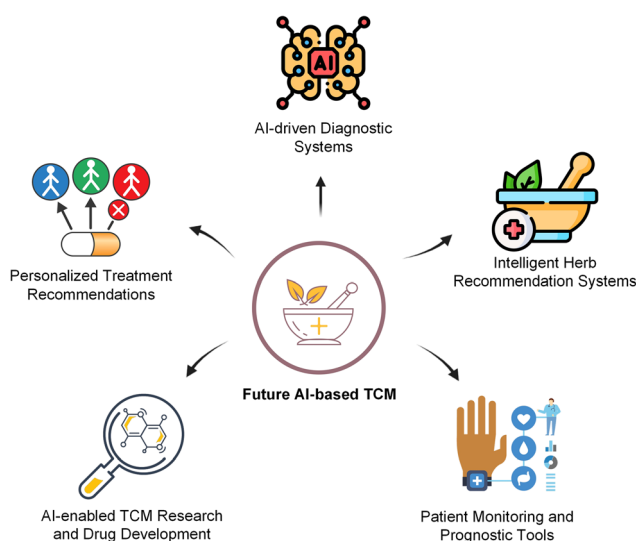 AI
AI-driven Diagnostic
Systems
Personalized Treatment
Recommendations
Intelligent Herb
Recommendation Systems
Future AI-based TCM
AI-enabled TCM Research
and Drug Development
Patient Monitoring and
Prognostic Tools